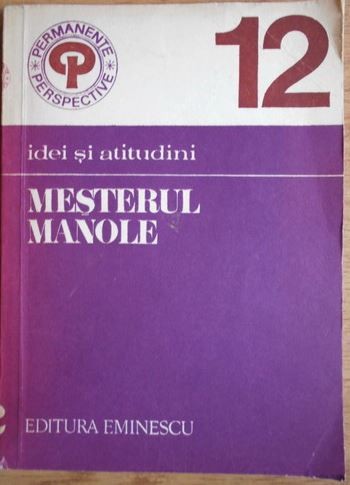 PERMANENTE
PERSPECTIVE
12
idei și atitudini
MEȘTERUL
MANOLE
EDITURA EMINESCU